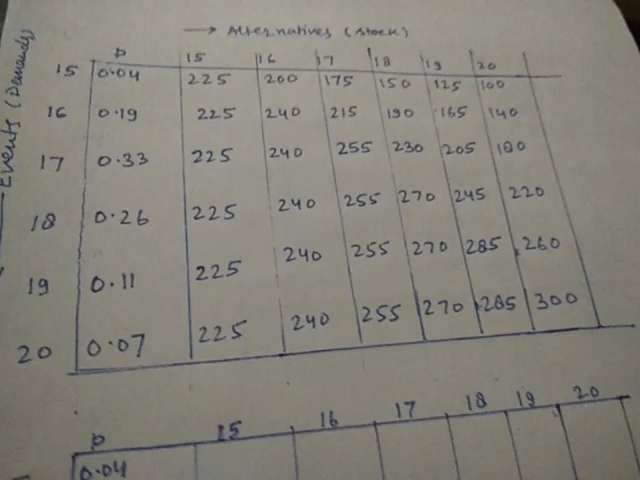 → Alternatives (stock)
Events (Demands)
P 15 16 17 18 19 20
15 0.04 225 200 175 150 125 100
16 0.19 225 240 215 190 165 140
17 0.33 225 240 255 230 205 180
18 0.26 225 240 255 270 245 220
19 0.11 225 240 255 270 285 260
20 0.07 225 240 255 270 285 300
P 15 16 17 18 19 20
0.04